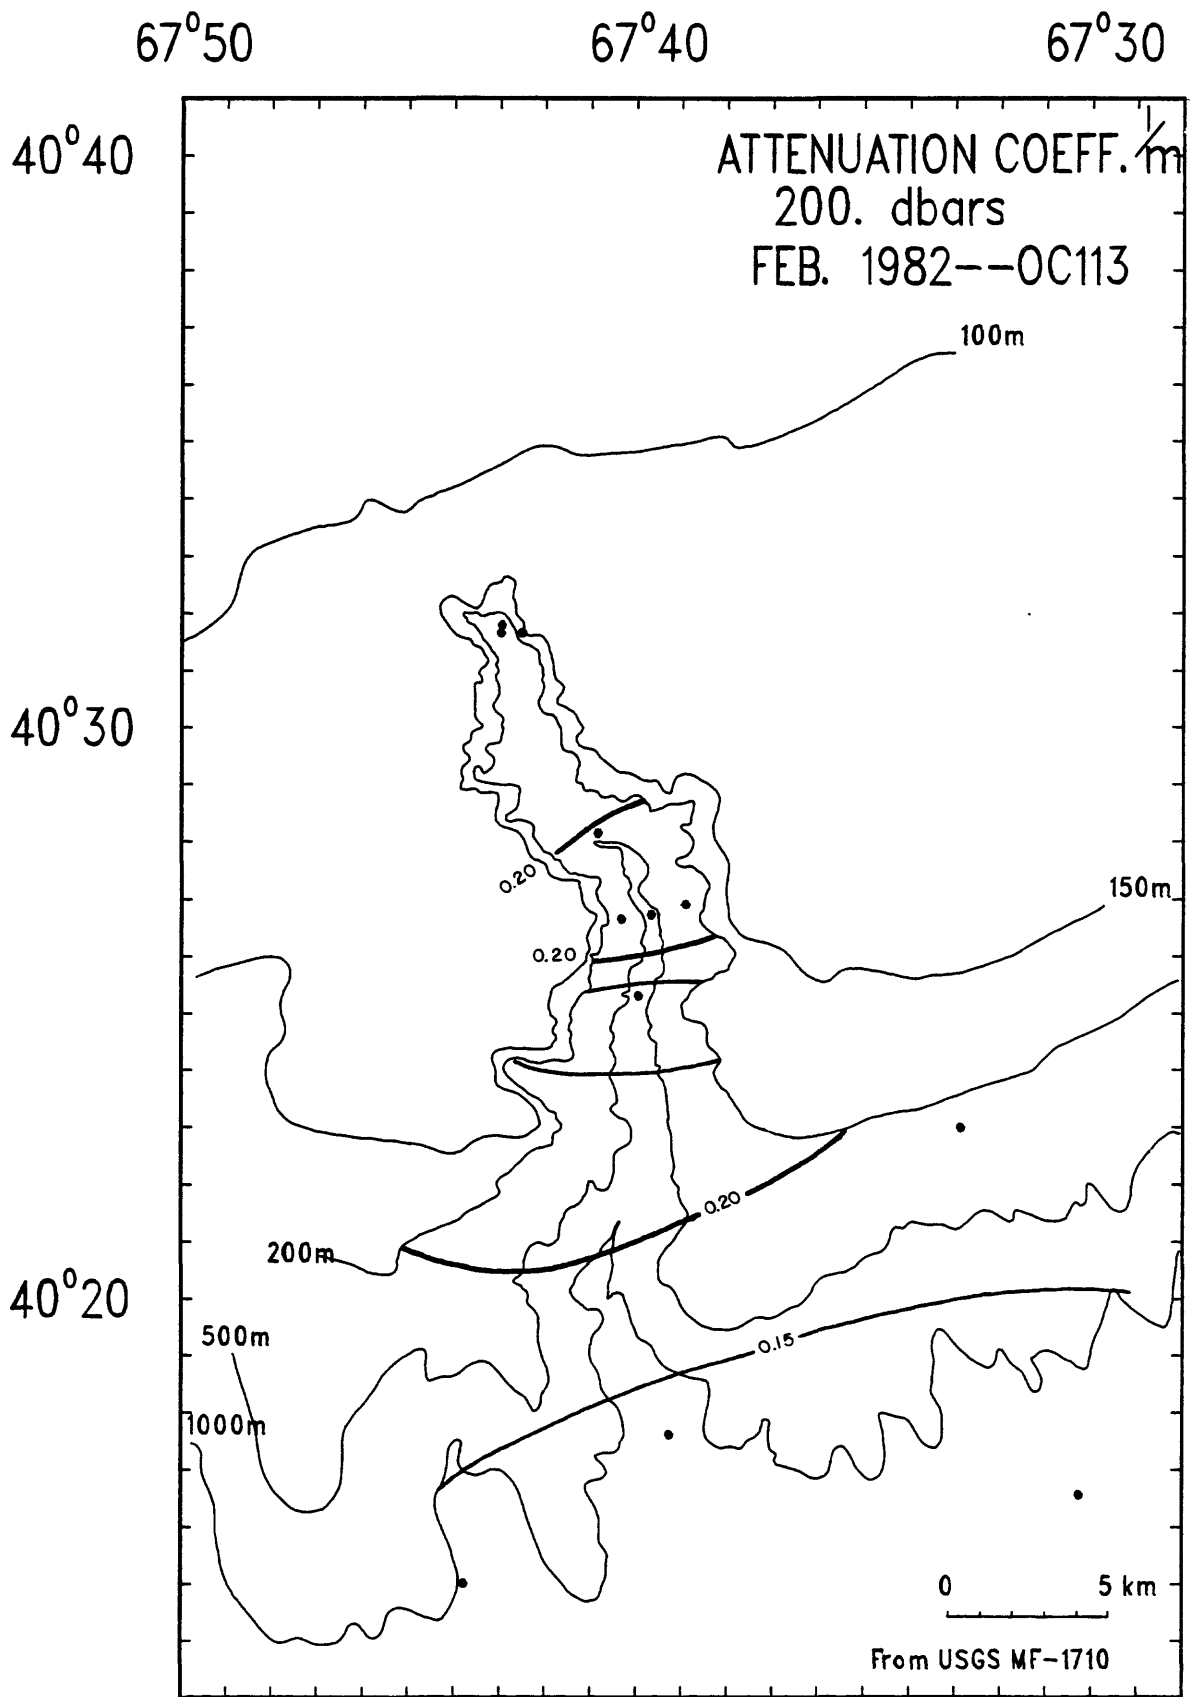 67°50
67°40
67°30
40°40
ATTENUATION COEFF. 1/m
200. dbars
FEB. 1982--OC113
100m
40°30
0.20
150m
0.20
0.20
200m
40°20
500m
0.15
1000m
0
5 km
From USGS MF-1710